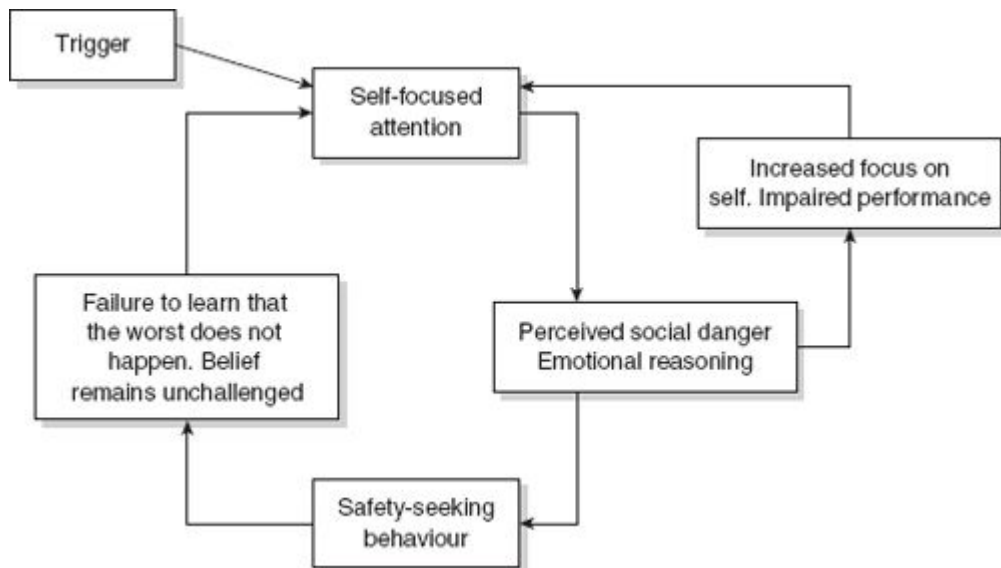 Trigger
Self-focused
attention
Increased focus on
self. Impaired performance
Failure to learn that
the worst does not
happen. Belief
remains unchallenged
Perceived social danger
Emotional reasoning
Safety-seeking
behaviour